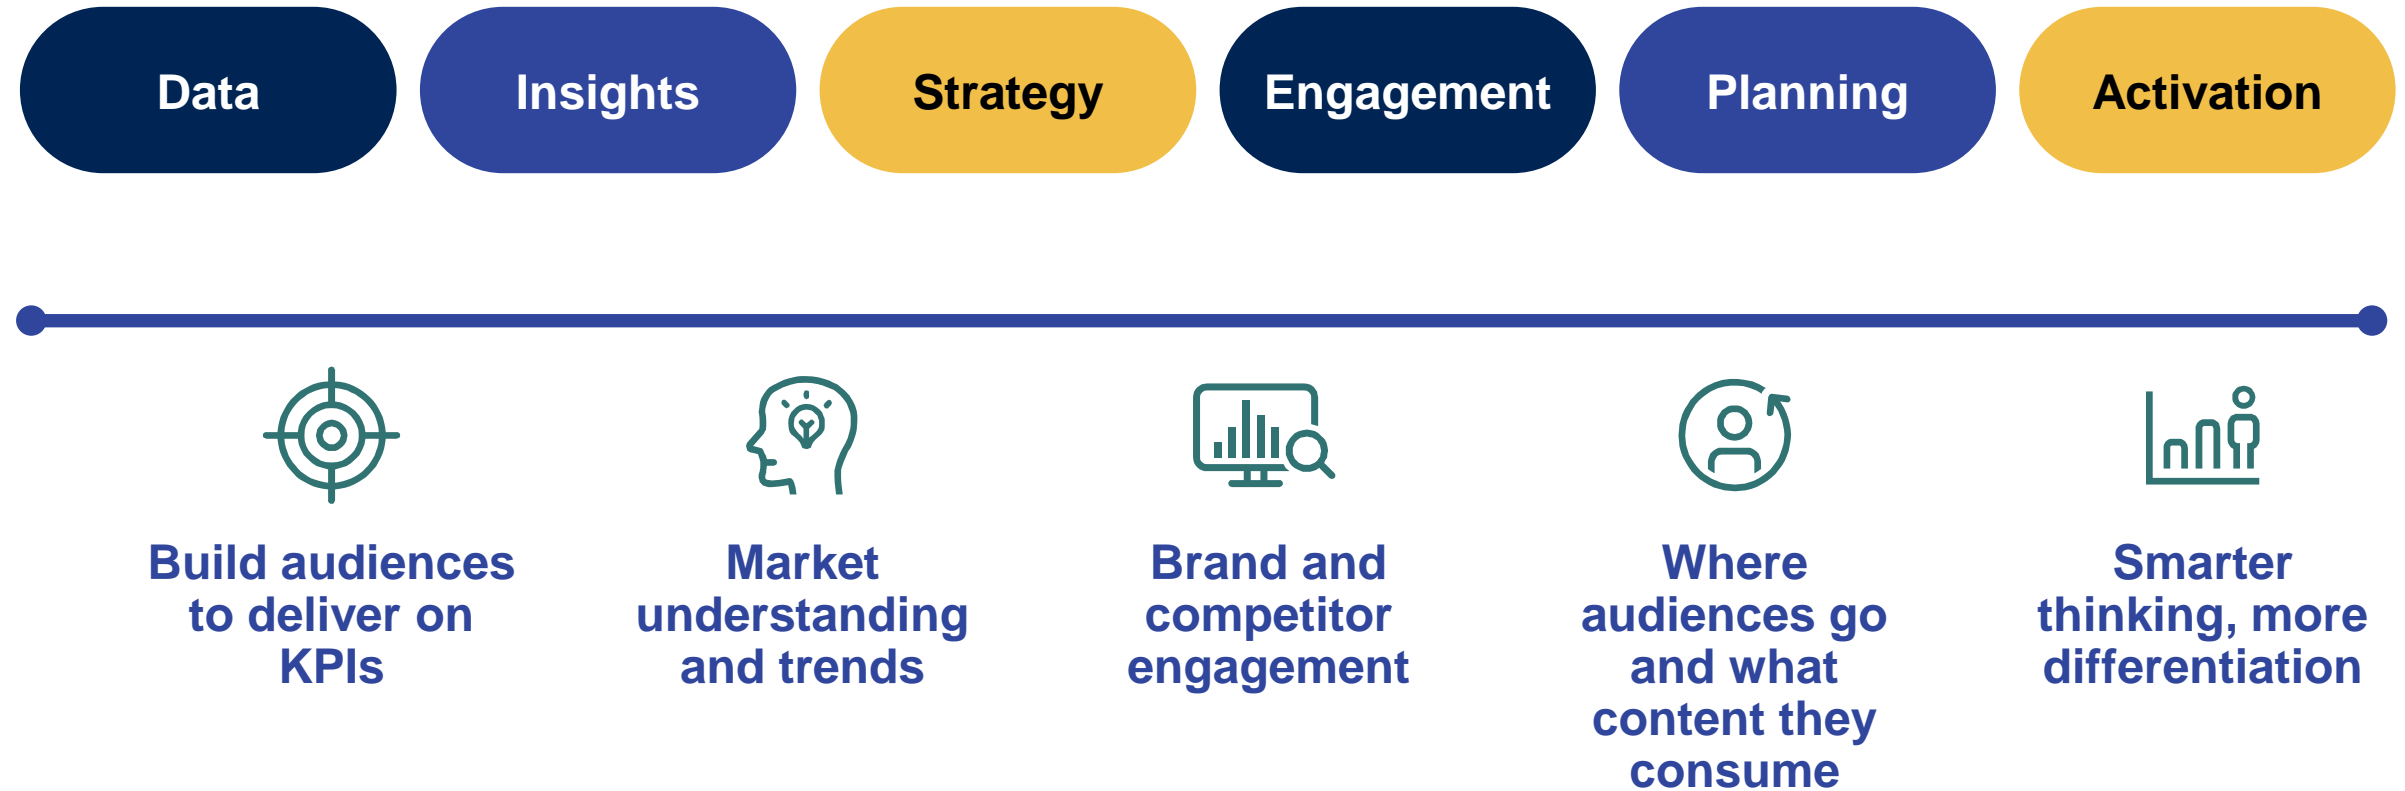 Data
Insights
Strategy
Engagement
Planning
Activation
Build audiences
to deliver on
KPIs
Market
understanding
and trends
Brand and
competitor
engagement
Where
audiences go
and what
content they
consume
Smarter
thinking, more
differentiation